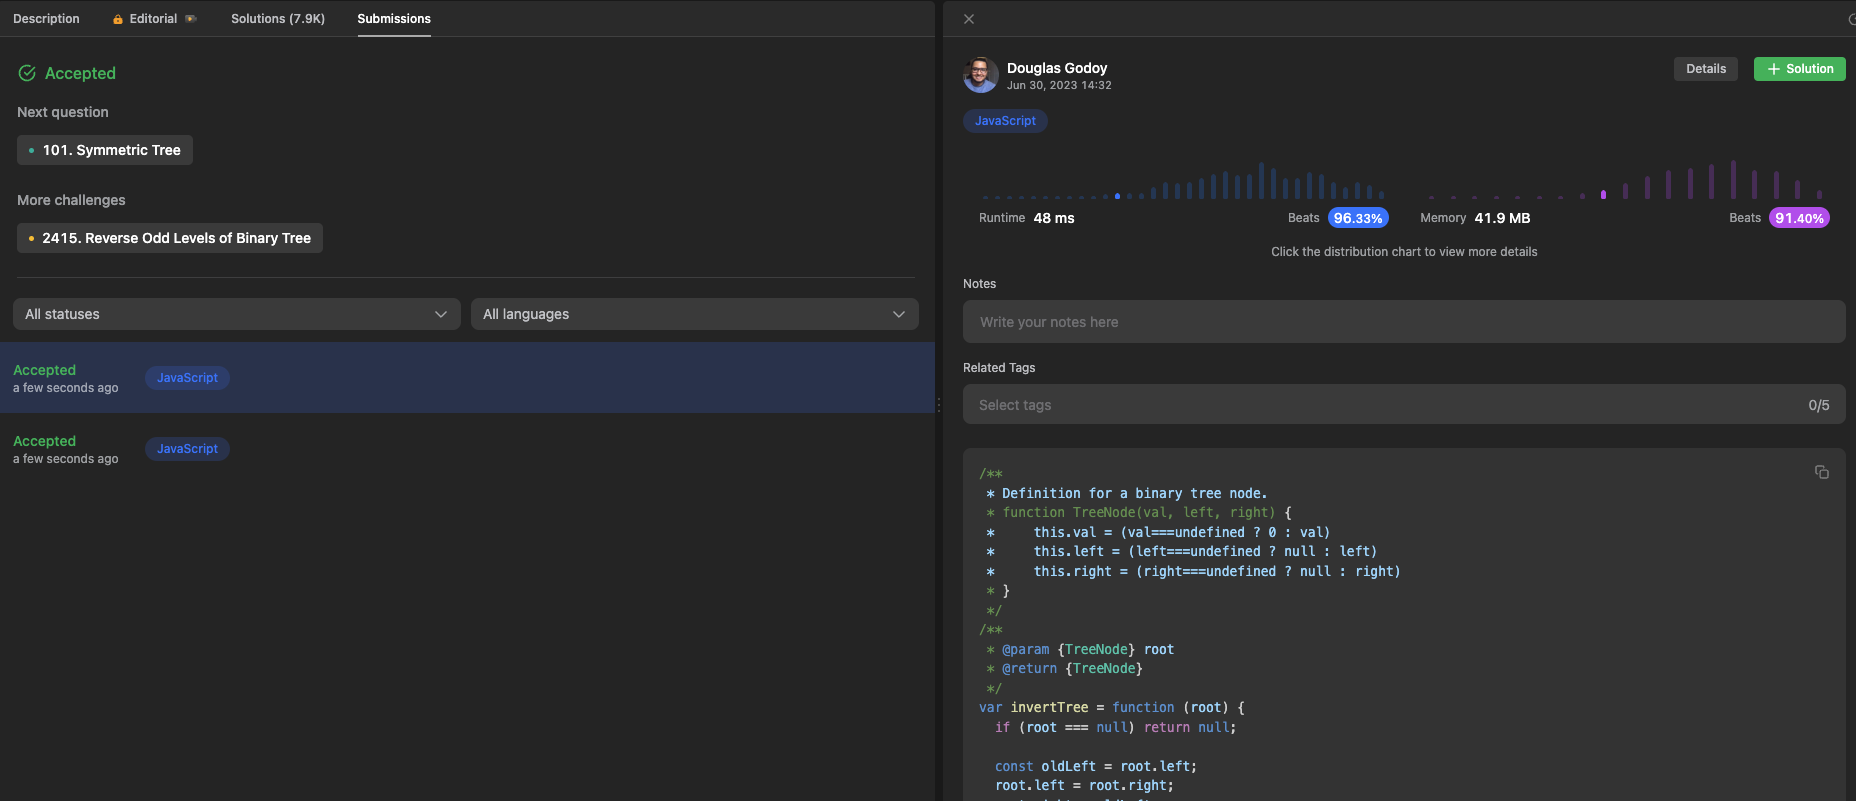 Description
Editorial
Solutions (7.9K)
Submissions
Accepted
Next question
101. Symmetric Tree
More challenges
2415. Reverse Odd Levels of Binary Tree
All statuses
All languages
Accepted
a few seconds ago
JavaScript
Accepted
a few seconds ago
JavaScript
Douglas Godoy
Jun 30, 2023 14:32
Details
+ Solution
JavaScript
Runtime 48 ms
Beats 96.33%
Memory 41.9 MB
Beats 91.40%
Click the distribution chart to view more details
Notes
Write your notes here
Related Tags
Select tags
0/5
/**
 * Definition for a binary tree node.
 * function TreeNode(val, left, right) {
 *     this.val = (val===undefined ? 0 : val)
 *     this.left = (left===undefined ? null : left)
 *     this.right = (right===undefined ? null : right)
 * }
 */
/**
 * @param {TreeNode} root
 * @return {TreeNode}
 */
var invertTree = function (root) {
  if (root === null) return null;
  const oldLeft = root.left;
  root.left = root.right;